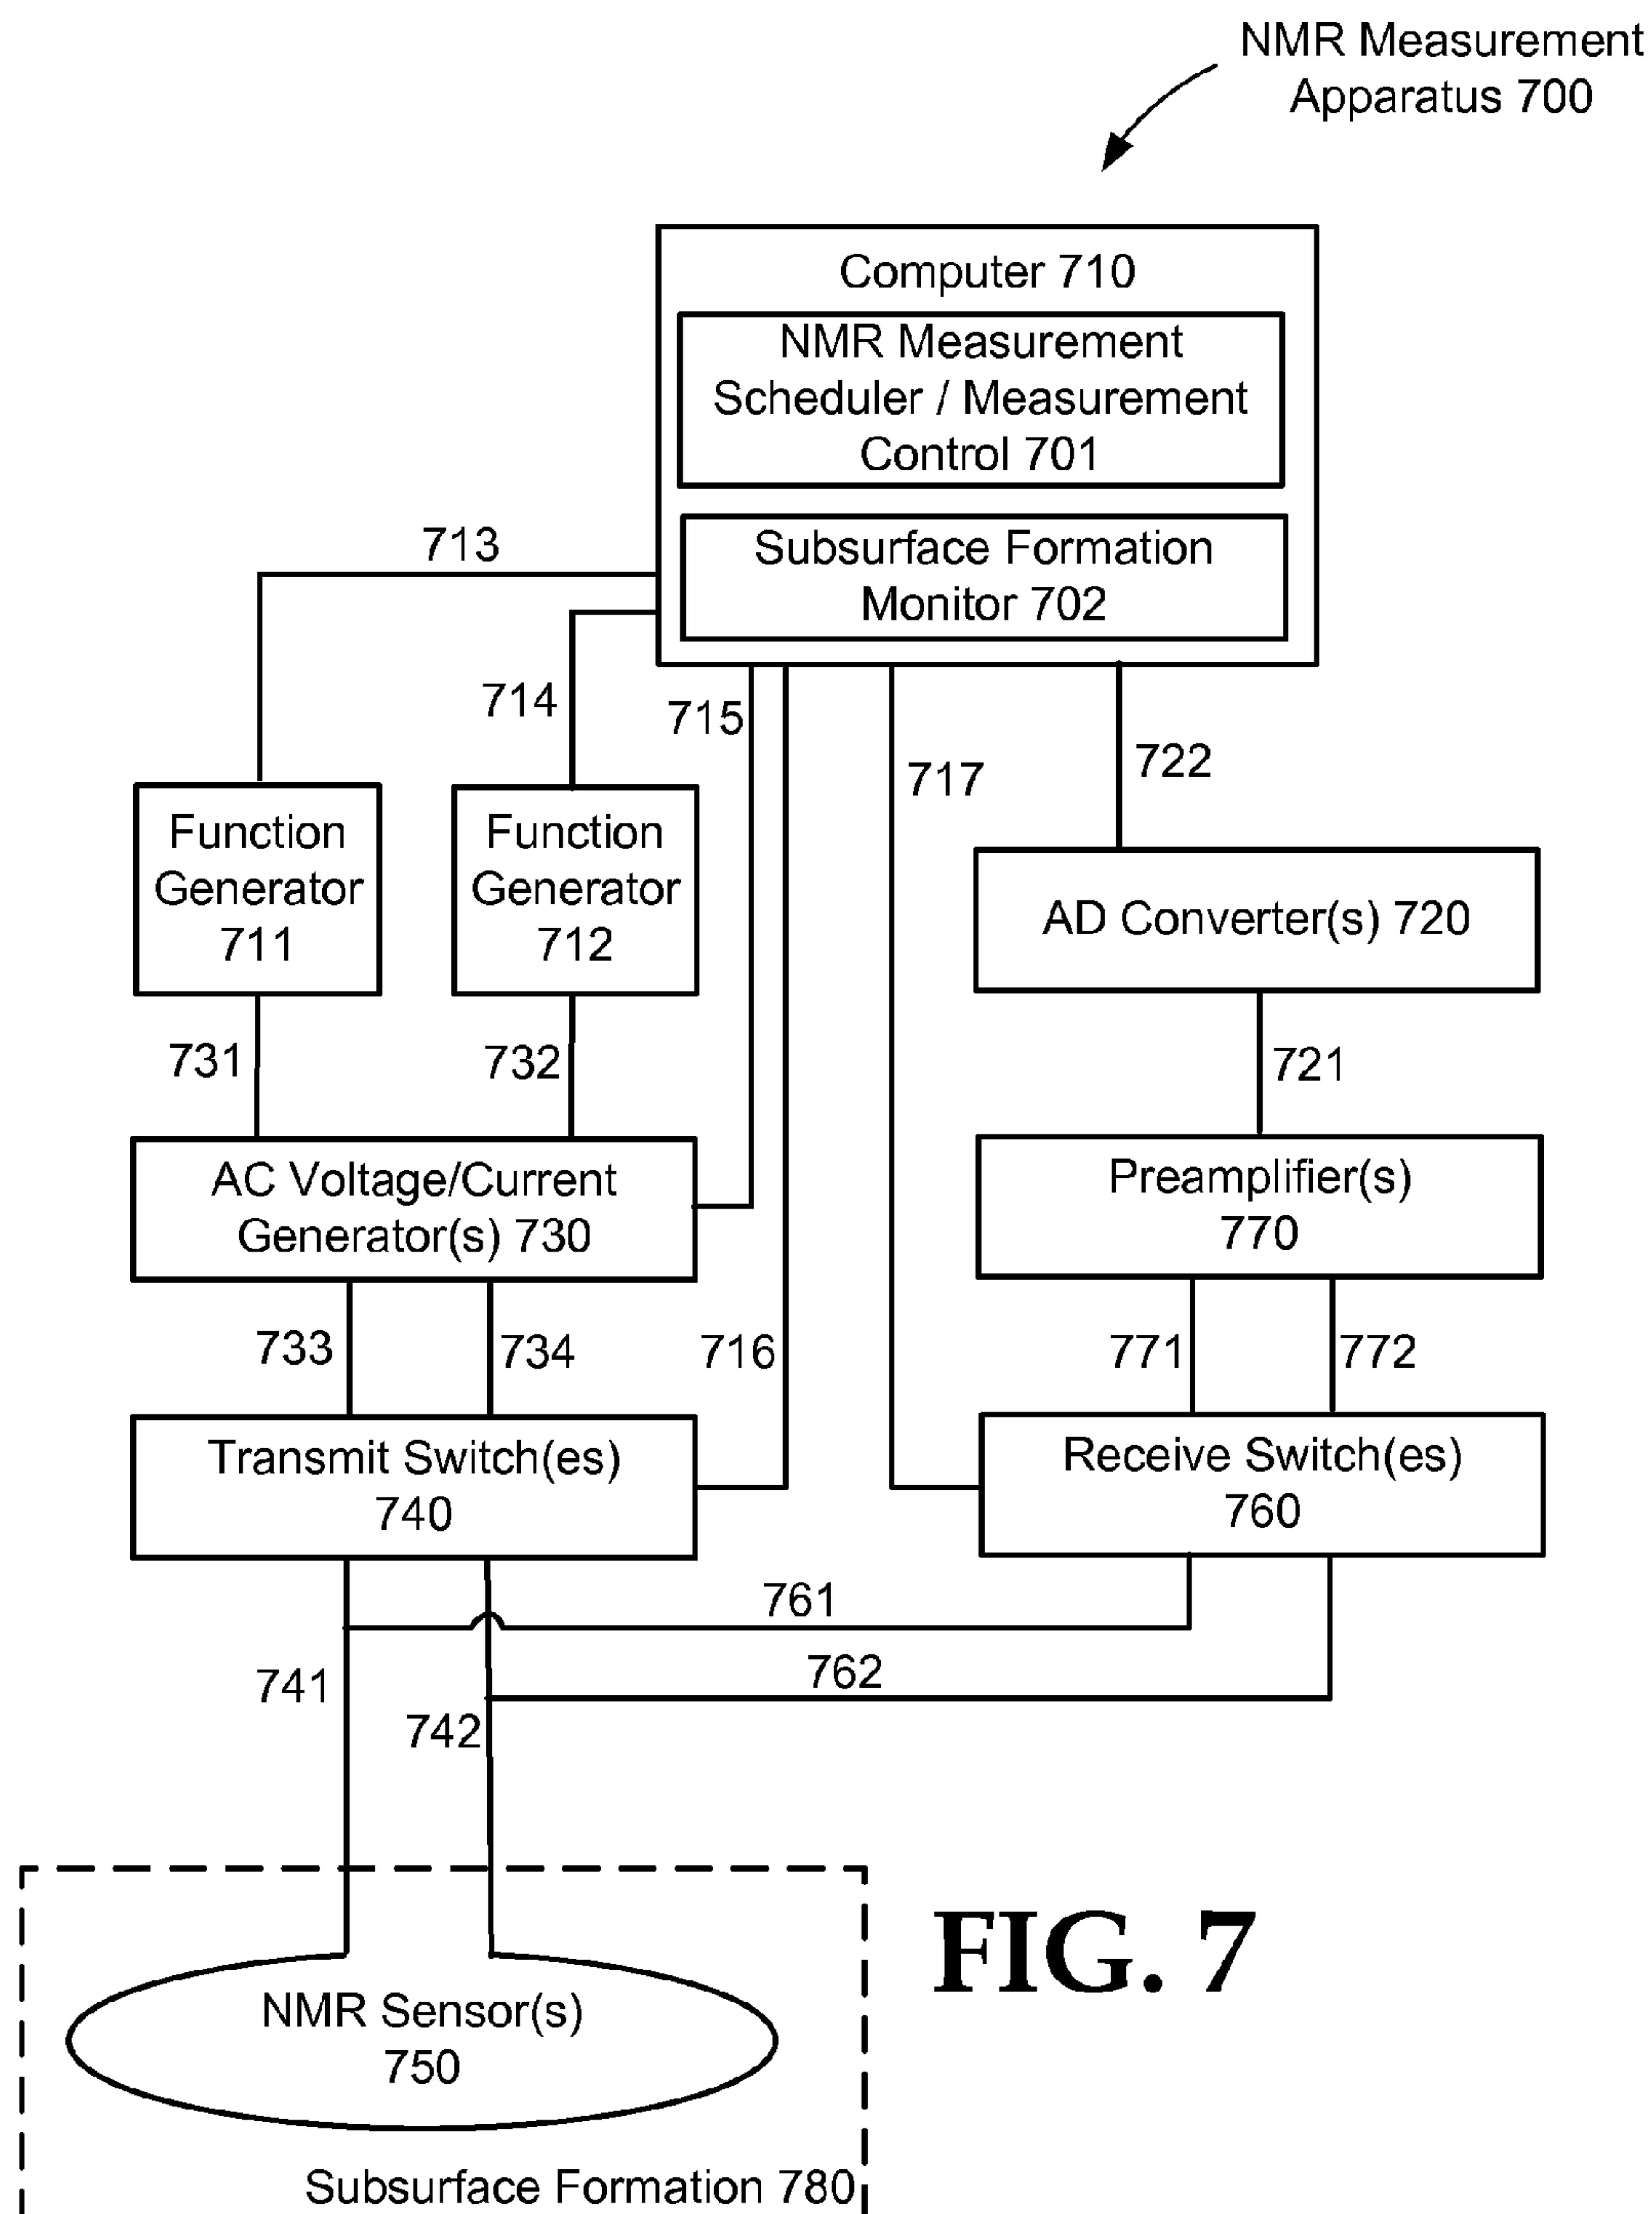 NMR Measurement
Apparatus 700
Computer 710
NMR Measurement
Scheduler / Measurement
Control 701
Subsurface Formation
Monitor 702
713
714
715
717
722
Function
Generator
711
Function
Generator
712
AD Converter(s) 720
731
732
721
AC Voltage/Current
Generator(s) 730
Preamplifier(s)
770
733
734
716
771
772
Transmit Switch(es)
740
Receive Switch(es)
760
761
762
741
742
FIG. 7
NMR Sensor(s)
750
Subsurface Formation 780